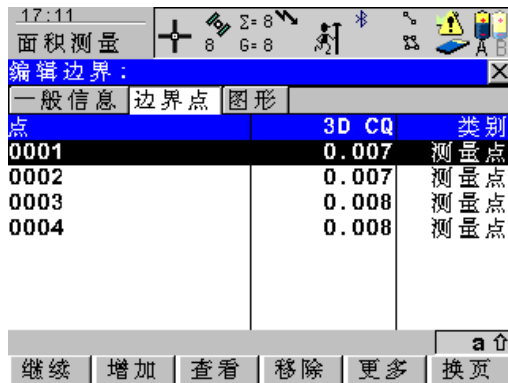 17:11
面积测量
8
Σ= 8
G= 8
2
A B
编辑边界：
一般信息 边界点 图形
点 3D CQ 类别
0001 0.007 测量点
0002 0.007 测量点
0003 0.008 测量点
0004 0.008 测量点
a
继续 增加 查看 移除 更多 换页